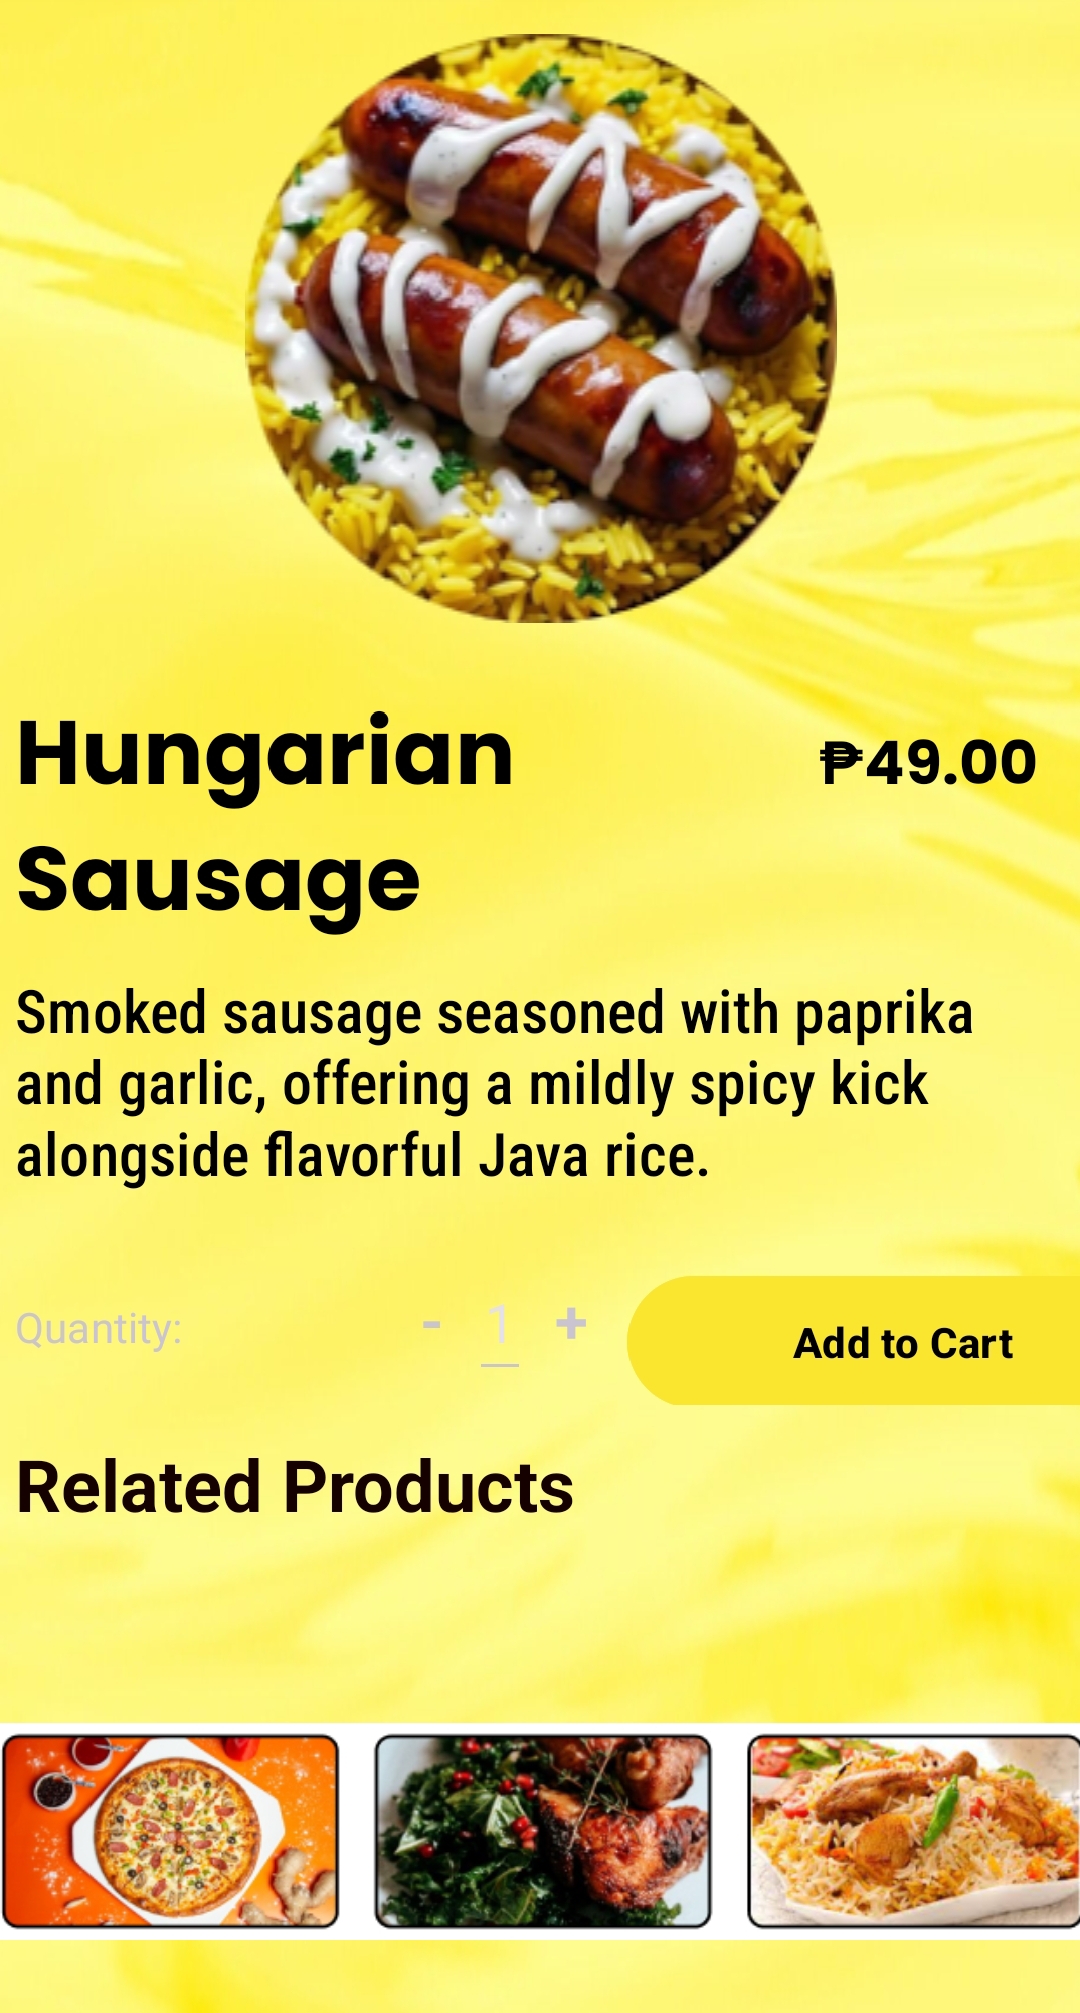 Hungarian
Sausage
₱49.00
Smoked sausage seasoned with paprika
and garlic, offering a mildly spicy kick
alongside flavorful Java rice.
Quantity: - 1 + Add to Cart
Related Products